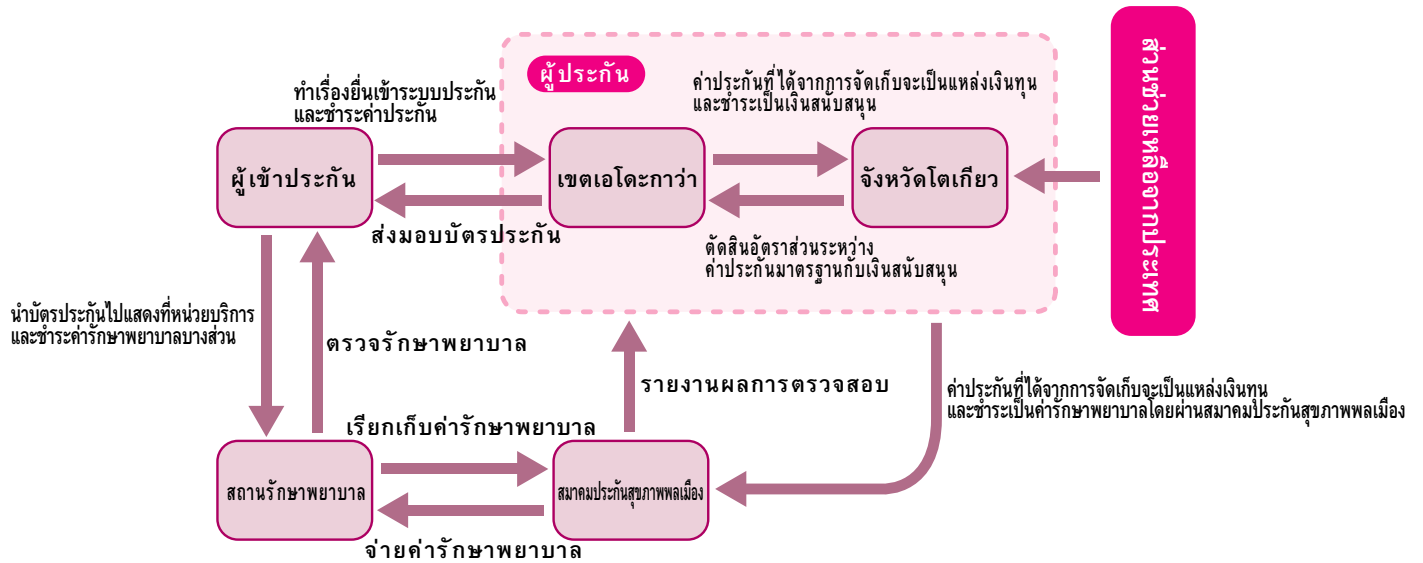 ส่วนช่วยเหลือจากประเทศ
ผู้ประกัน
ทำเรื่องยื่นเข้าระบบประกัน
และชำระค่าประกัน
ค่าประกันที่ได้จากการจัดเก็บจะเป็นแหล่งเงินทุน
และชำระเป็นเงินสนับสนุน
ผู้เข้าประกัน
เขตเอโดะกาว่า
จังหวัดโตเกียว
ส่งมอบบัตรประกัน
ตัดสินอัตราส่วนระหว่าง
ค่าประกันมาตรฐานกับเงินสนับสนุน
นำบัตรประกันไปแสดงที่หน่วยบริการ
และชำระค่ารักษาพยาบาลบางส่วน
ตรวจรักษาพยาบาล
รายงานผลการตรวจสอบ
ค่าประกันที่ได้จากการจัดเก็บจะเป็นแหล่งเงินทุน
และชำระเป็นค่ารักษาพยาบาลโดยผ่านสมาคมประกันสุขภาพพลเมือง
เรียกเก็บค่ารักษาพยาบาล
สถานรักษาพยาบาล
สมาคมประกันสุขภาพพลเมือง
จ่ายค่ารักษาพยาบาล